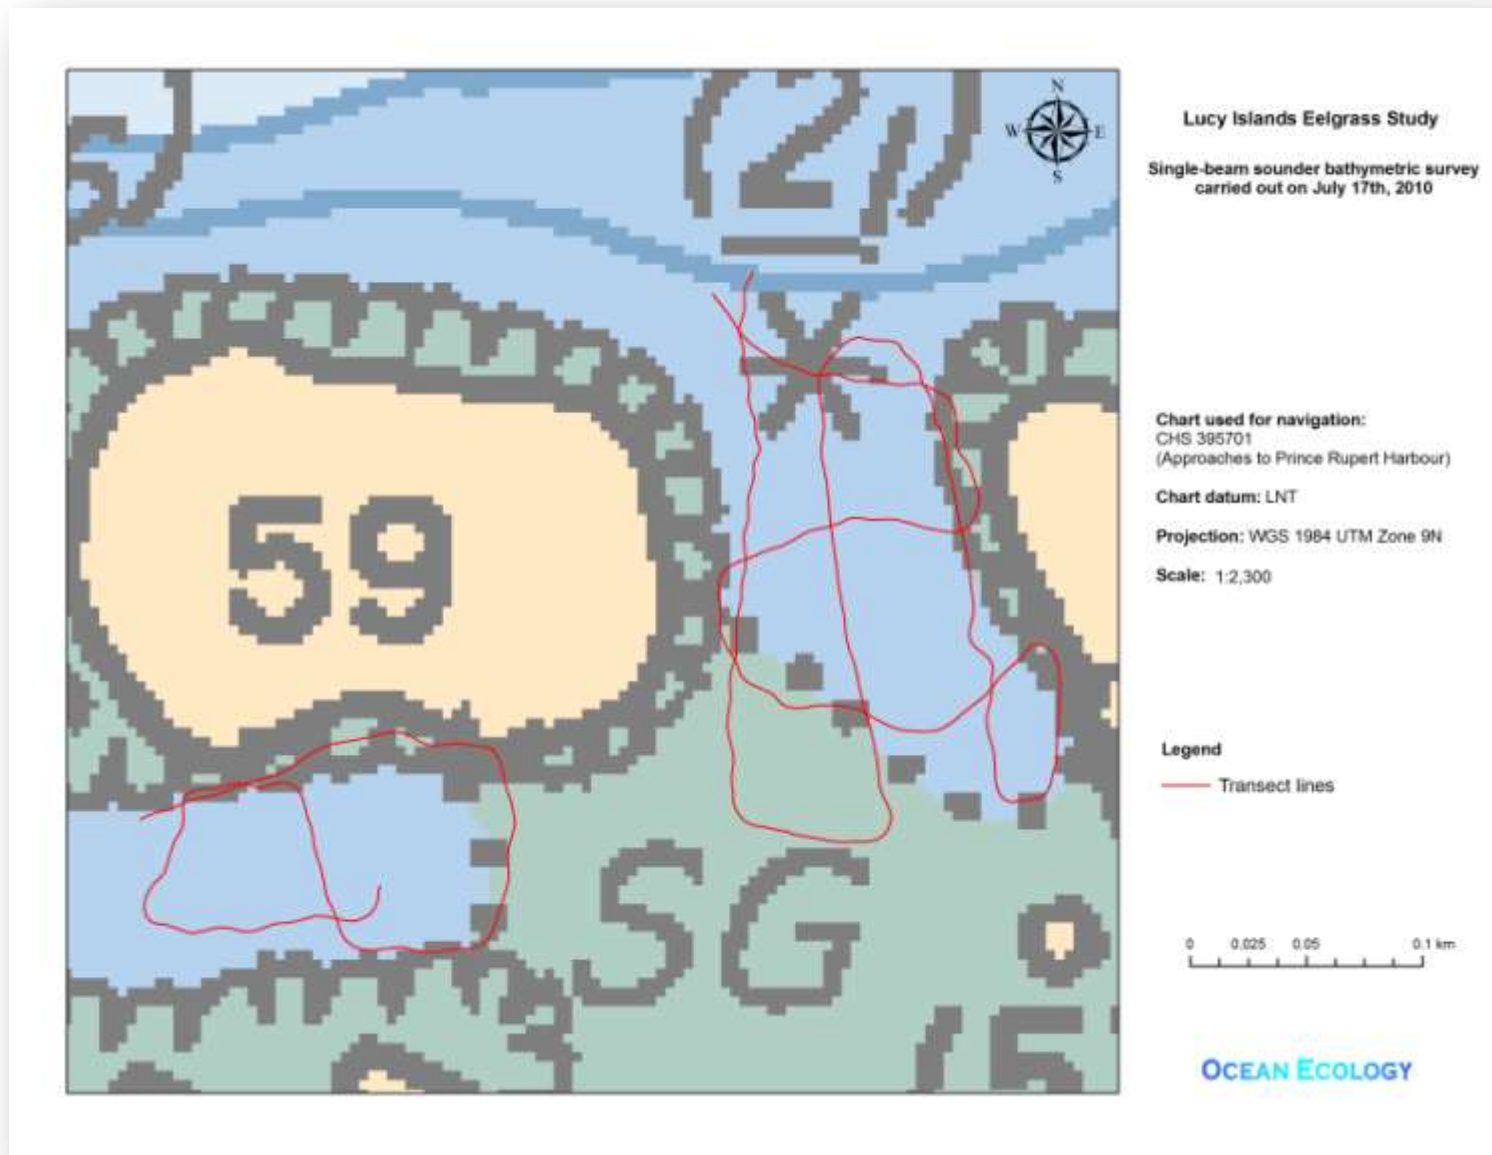 (2)
N
W E
S
59
SG
Lucy Islands Eelgrass Study
Single-beam sounder bathymetric survey
carried out on July 17th, 2010
Chart used for navigation:
CHS 395701
(Approaches to Prince Rupert Harbour)
Chart datum: LNT
Projection: WGS 1984 UTM Zone 9N
Scale: 1:2,300
Legend
Transect lines
0 0.025 0.05 0.1 km
OCEAN ECOLOGY